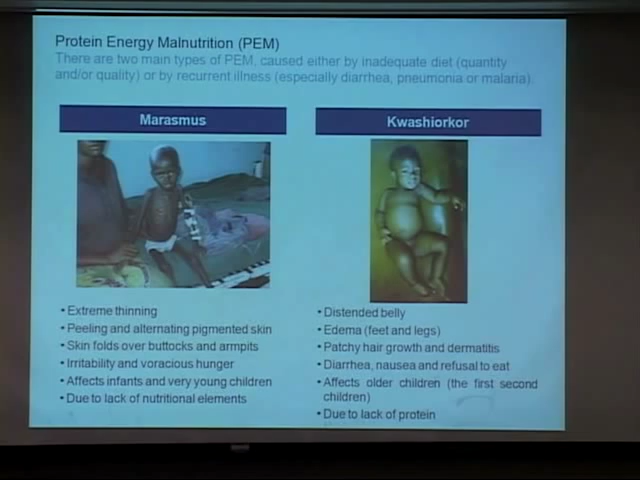 Protein Energy Malnutrition (PEM)
There are two main types of PEM, caused either by inadequate diet (quantity
and/or quality) or by recurrent illness (especially diarrhea, pneumonia or malaria).
Marasmus
Kwashiorkor
• Extreme thinning
• Peeling and alternating pigmented skin
• Skin folds over buttocks and armpits
• Irritability and voracious hunger
• Affects infants and very young children
• Due to lack of nutritional elements
• Distended belly
• Edema (feet and legs)
• Patchy hair growth and dermatitis
• Diarrhea, nausea and refusal to eat
• Affects older children (the first second
children)
• Due to lack of protein